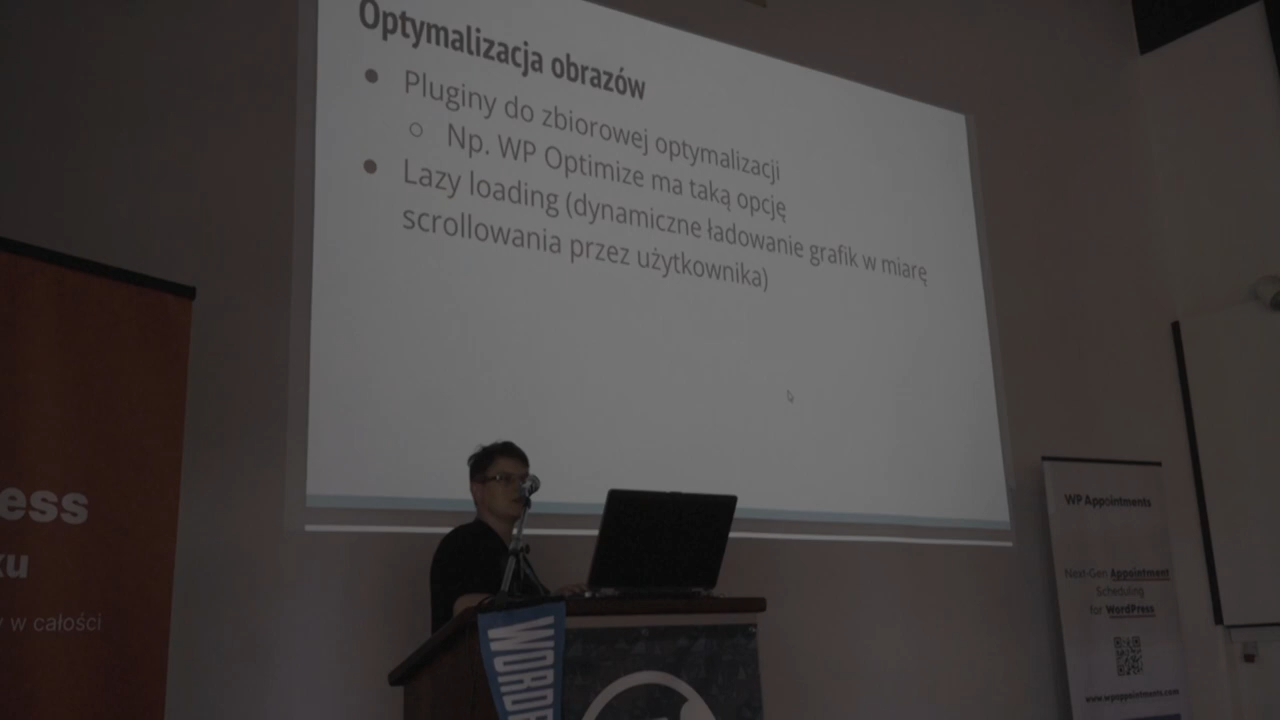 Optymalizacja obrazów
Pluginy do zbiorowej optymalizacji
Np. WP Optimize ma taką opcję
Lazy loading (dynamiczne ładowanie grafik w miarę
scrollowania przez użytkownika)
ess
ku
w całości
WORDP
WP Appointments
Next-Gen Appointment
Scheduling
for WordPress
www.wpappointments.com